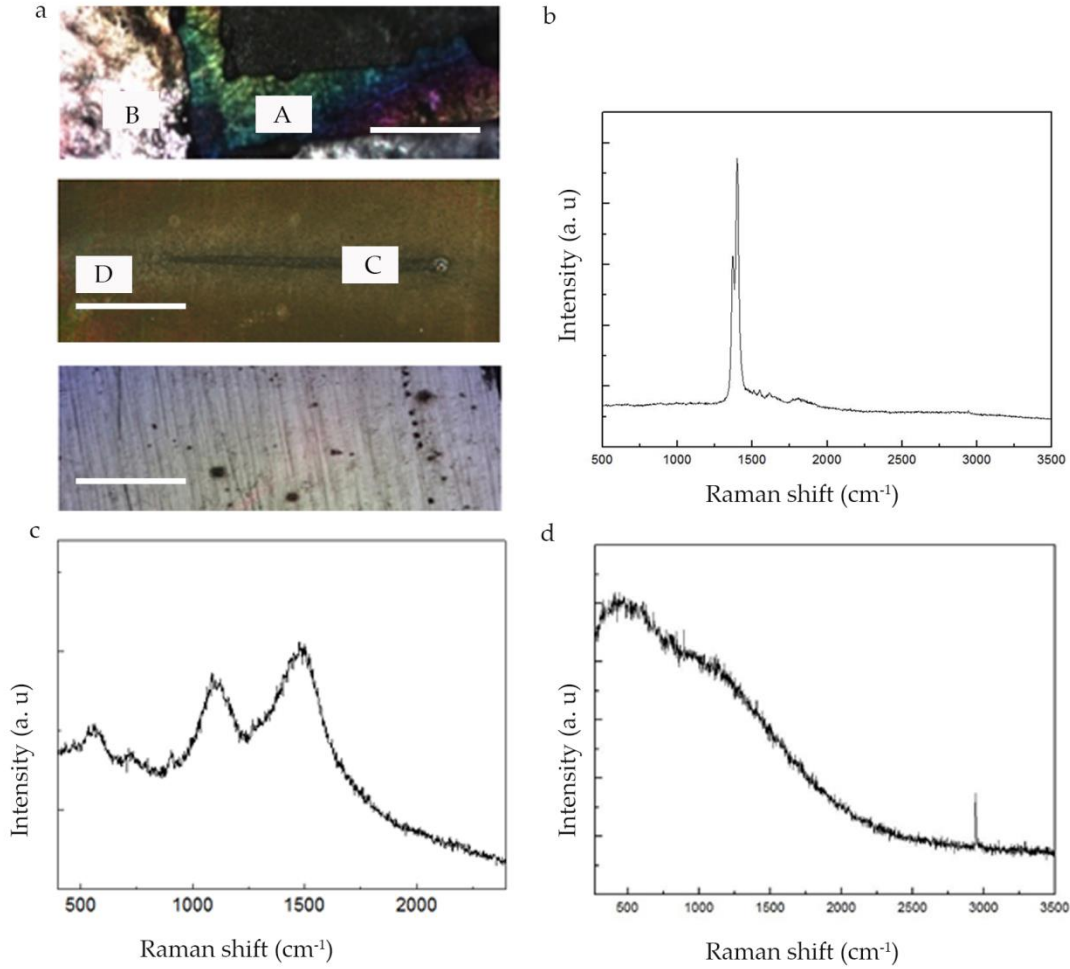 a
B
A
D
C
b
Intensity (a. u)
500 1000 1500 2000 2500 3000 3500
Raman shift (cm⁻¹)
c
Intensity (a. u)
500 1000 1500 2000
Raman shift (cm⁻¹)
d
Intensity (a. u)
500 1000 1500 2000 2500 3000 3500
Raman shift (cm⁻¹)